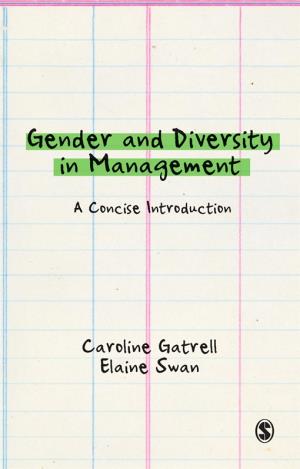 Gender and Diversity
in Management
A Concise Introduction
Caroline Gatrell
Elaine Swan
S